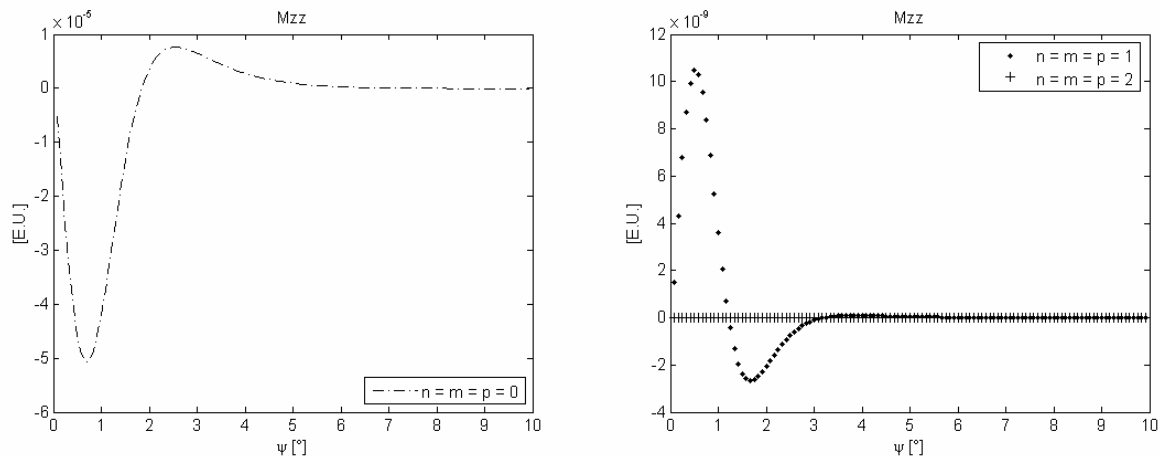 × 10⁻⁵
Mzz
1
0
-1
-2
-3
-4
-5
-6
[E.U.]
0 1 2 3 4 5 6 7 8 9 10
ψ [°]
n = m = p = 0
× 10⁻⁹
Mzz
12
10
8
6
4
2
0
-2
-4
[E.U.]
0 1 2 3 4 5 6 7 8 9 10
ψ [°]
n = m = p = 1
n = m = p = 2